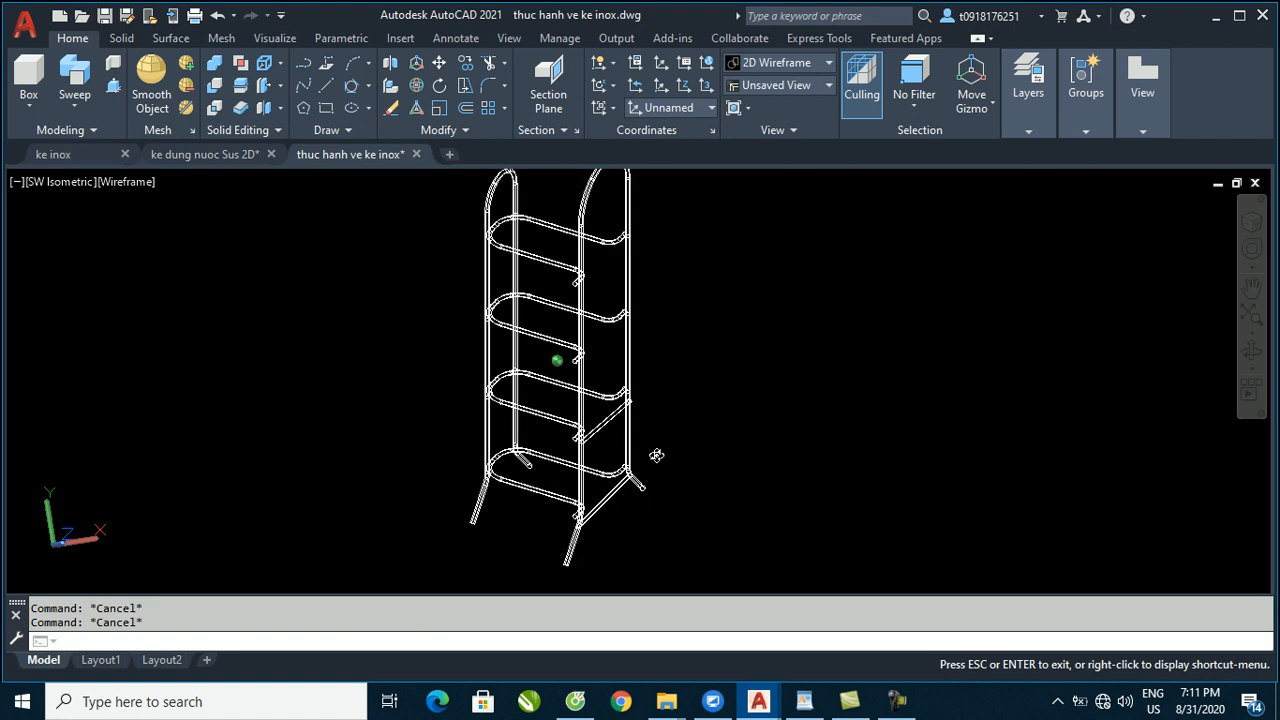 Autodesk AutoCAD 2021 thuc hanh ve ke inox.dwg Type a keyword or phrase t0918176251
Home Solid Surface Mesh Visualize Parametric Insert Annotate View Manage Output Add-ins Collaborate Express Tools Featured Apps
2D Wireframe
Unsaved View
Box Sweep Smooth Object Section Plane Unnamed Culling No Filter Move Gizmo Layers Groups View
Modeling Mesh Solid Editing Draw Modify Section Coordinates View Selection
ke inox ke dung nuoc Sus 2D* thuc hanh ve ke inox*
[−][SW Isometric][Wireframe]
Y
X
Z
Command: *Cancel*
Command: *Cancel*
Model Layout1 Layout2 +
Press ESC or ENTER to exit, or right-click to display shortcut-menu.
Type here to search
ENG
US
7:11 PM
8/31/2020
14